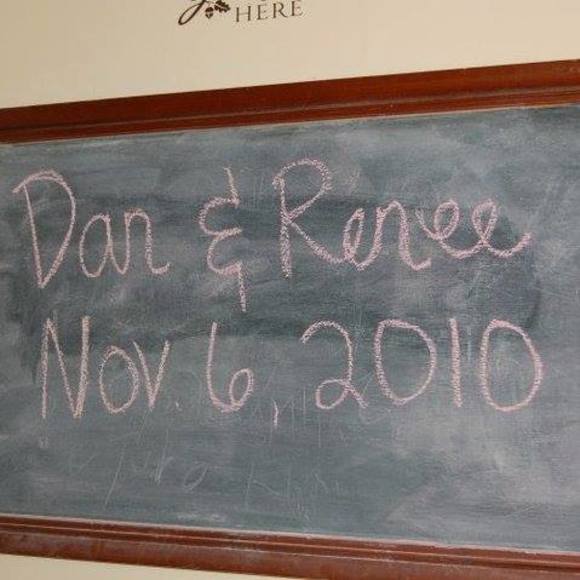 HERE
Dan & Renee
Nov. 6, 2010